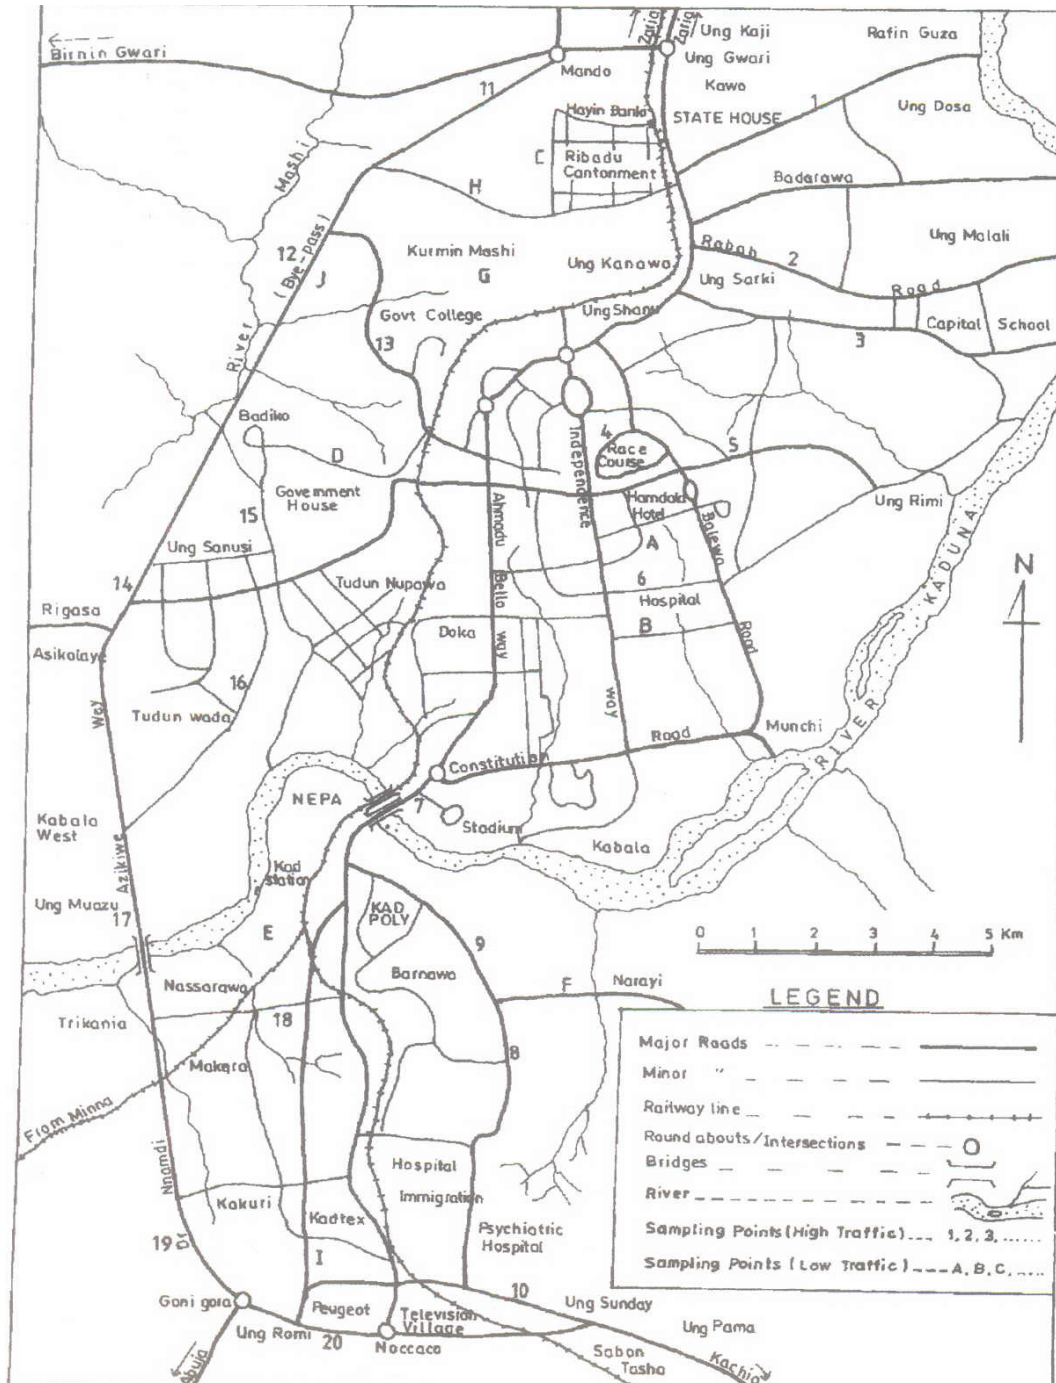 Zaria
Zaria
Ung Kaji
Rafin Guza
Birnin Gwari
Ung Gwari
Mando
Kawo
11
1
Ung Dosa
Hayin Banki
STATE HOUSE
C
Ribadu
Cantonment
Mashi
H
Badarawa
12
(Bye-pass)
J
Kurmin Mashi
G
Ung Kanawa
Rabah
2
Ung Malali
Ung Sarki
Road
Ung Shanu
Govt College
Capital
School
3
13
River
Badiko
D
Independence
4
Race
Course
5
Government
House
Hamdala
Hotel
Ung Rimi
15
Ahmadu
Balewa
A
Ung Sanusi
KADUNA
N
14
Tudun Nupawa
Bello
6
Hospital
Rigasa
Doka
way
B
Road
Asikolaye
16
Way
Tudun wada
way
Road
Munchi
RIVER
Constitution
NEPA
7
Stadium
Kabala
West
Kabala
Azikiwe
Kad
station
Ung Muazu
17
KAD
POLY
E
9
0 1 2 3 4 5 Km
Barnawa
Nassarawa
F
Narayi
Trikania
18
LEGEND
8
Major Roads
Makera
Minor "
From Minna
Railway line
Round abouts/Intersections
Bridges
Hospital
River
Nnamdi
Immigration
Kakuri
Kadtex
Psychiatric
Hospital
Sampling Points (High Traffic) 1, 2, 3, ......
19
Dr
I
Sampling Points (Low Traffic) A, B, C, ....
Goni gora
10
Peugeot
Television
Village
Ung Sunday
Ung Romi
20
Noccaco
Ung Pama
Abuja
Sabon
Tasha
Kachia